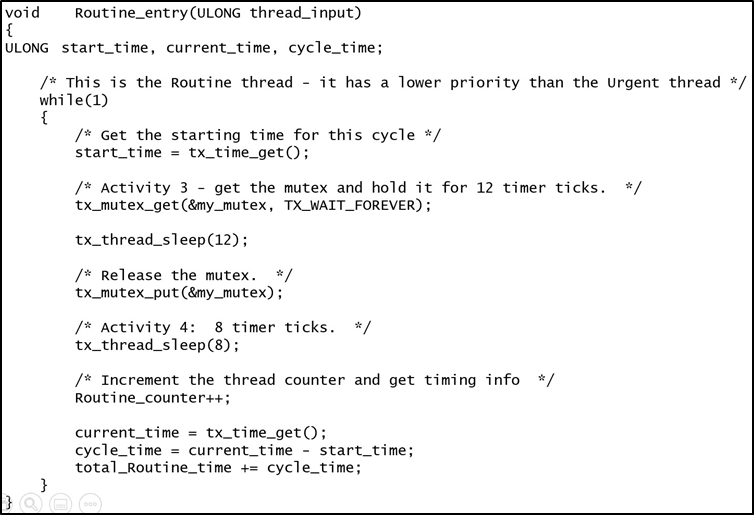 void    Routine_entry(ULONG thread_input)
{
ULONG start_time, current_time, cycle_time;

    /* This is the Routine thread - it has a lower priority than the Urgent thread */
    while(1)
    {
        /* Get the starting time for this cycle */
        start_time = tx_time_get();

        /* Activity 3 - get the mutex and hold it for 12 timer ticks.  */
        tx_mutex_get(&my_mutex, TX_WAIT_FOREVER);

        tx_thread_sleep(12);

        /* Release the mutex.  */
        tx_mutex_put(&my_mutex);

        /* Activity 4:  8 timer ticks.  */
        tx_thread_sleep(8);

        /* Increment the thread counter and get timing info  */
        Routine_counter++;

        current_time = tx_time_get();
        cycle_time = current_time - start_time;
        total_Routine_time += cycle_time;
    }
}